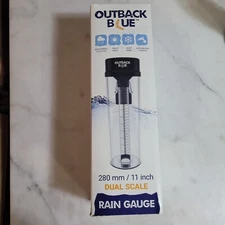 OUTBACK
BLUE
OUTBACK
BLUE
280 mm / 11 inch
DUAL SCALE
RAIN GAUGE